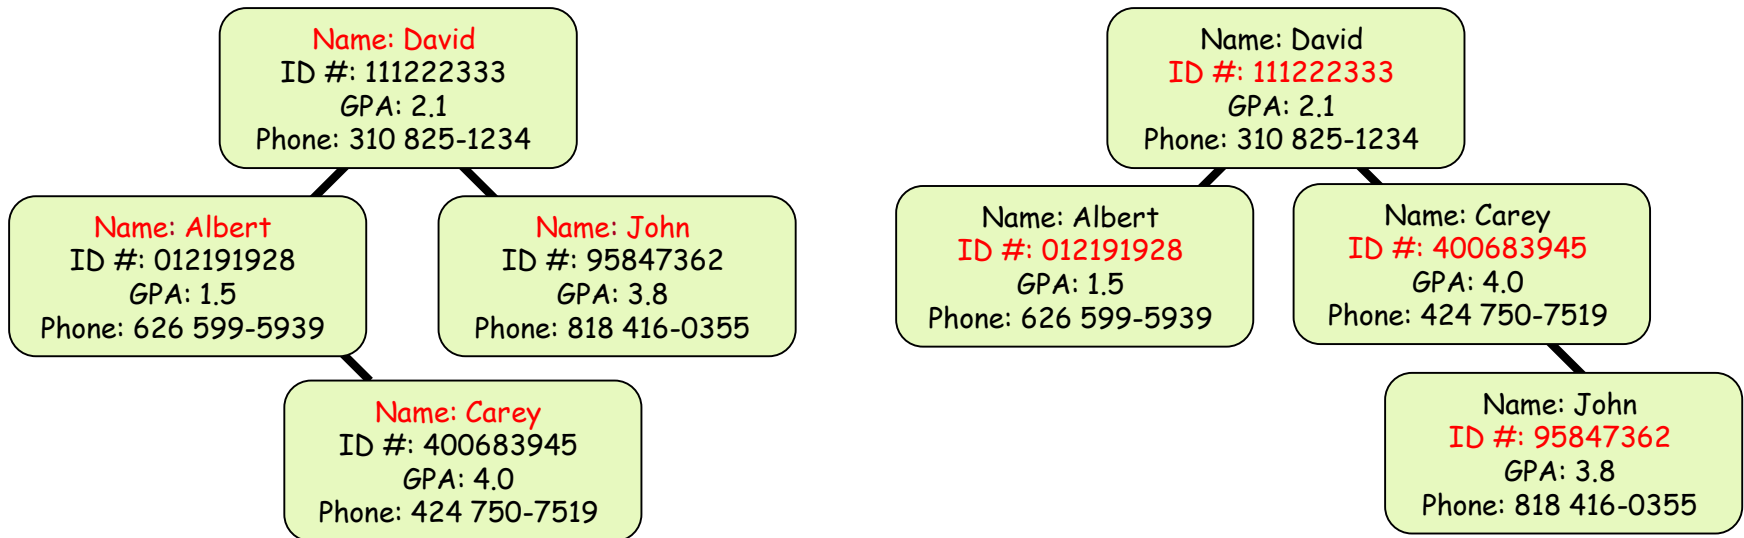 Name: David
ID #: 111222333
GPA: 2.1
Phone: 310 825-1234
Name: Albert
ID #: 012191928
GPA: 1.5
Phone: 626 599-5939
Name: John
ID #: 95847362
GPA: 3.8
Phone: 818 416-0355
Name: Carey
ID #: 400683945
GPA: 4.0
Phone: 424 750-7519
Name: David
ID #: 111222333
GPA: 2.1
Phone: 310 825-1234
Name: Albert
ID #: 012191928
GPA: 1.5
Phone: 626 599-5939
Name: Carey
ID #: 400683945
GPA: 4.0
Phone: 424 750-7519
Name: John
ID #: 95847362
GPA: 3.8
Phone: 818 416-0355